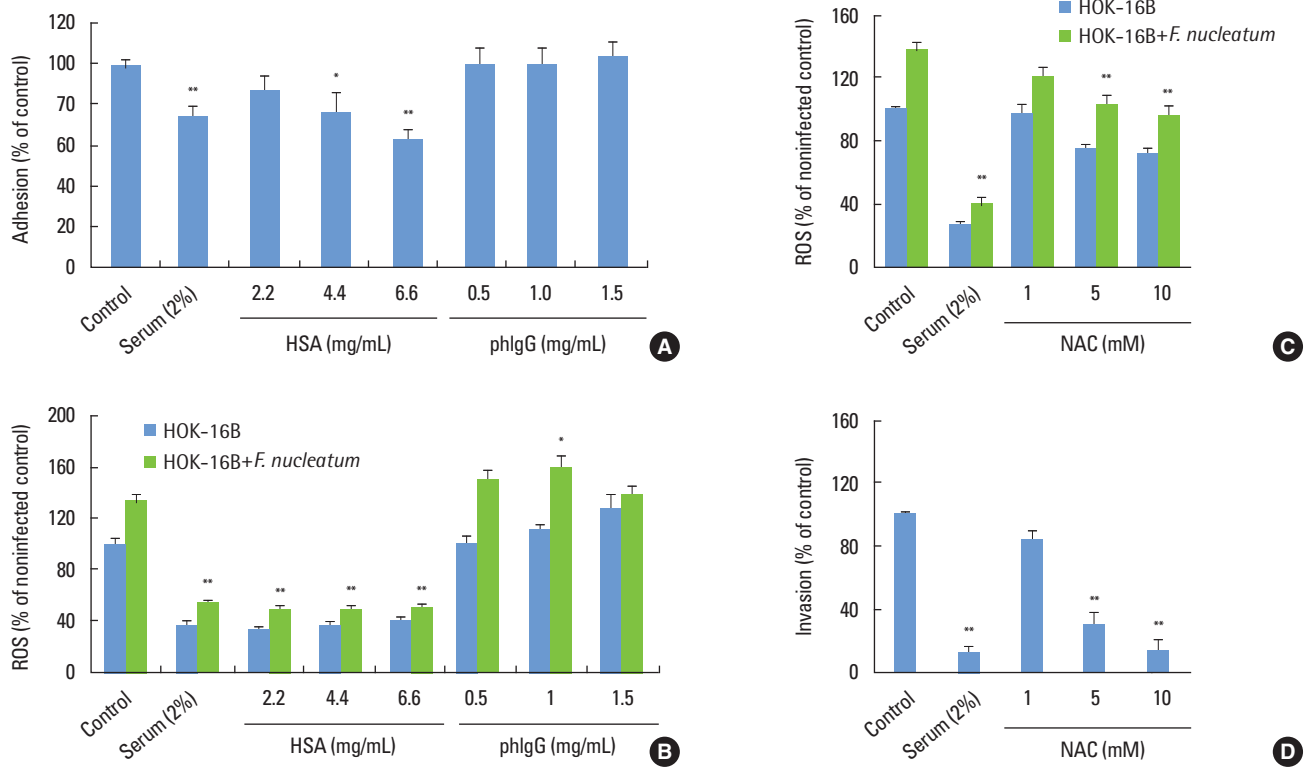 120
100
70
80
60
40
20
0
Adhesion (% of control)
**
*
**
Control
Serum (2%)
2.2
4.4
6.6
0.5
1.0
1.5
HSA (mg/mL)
phIgG (mg/mL)
A
200
160
120
80
40
0
ROS (% of noninfected control)
HOK-16B
HOK-16B+F. nucleatum
**
**
**
**
*
Control
Serum (2%)
2.2
4.4
6.6
0.5
1
1.5
HSA (mg/mL)
phIgG (mg/mL)
B
160
120
80
40
0
ROS (% of noninfected control)
HOK-16B
HOK-16B+F. nucleatum
**
**
**
Control
Serum (2%)
1
5
10
NAC (mM)
C
160
120
80
40
0
Invasion (% of control)
**
**
**
Control
Serum (2%)
1
5
10
NAC (mM)
D